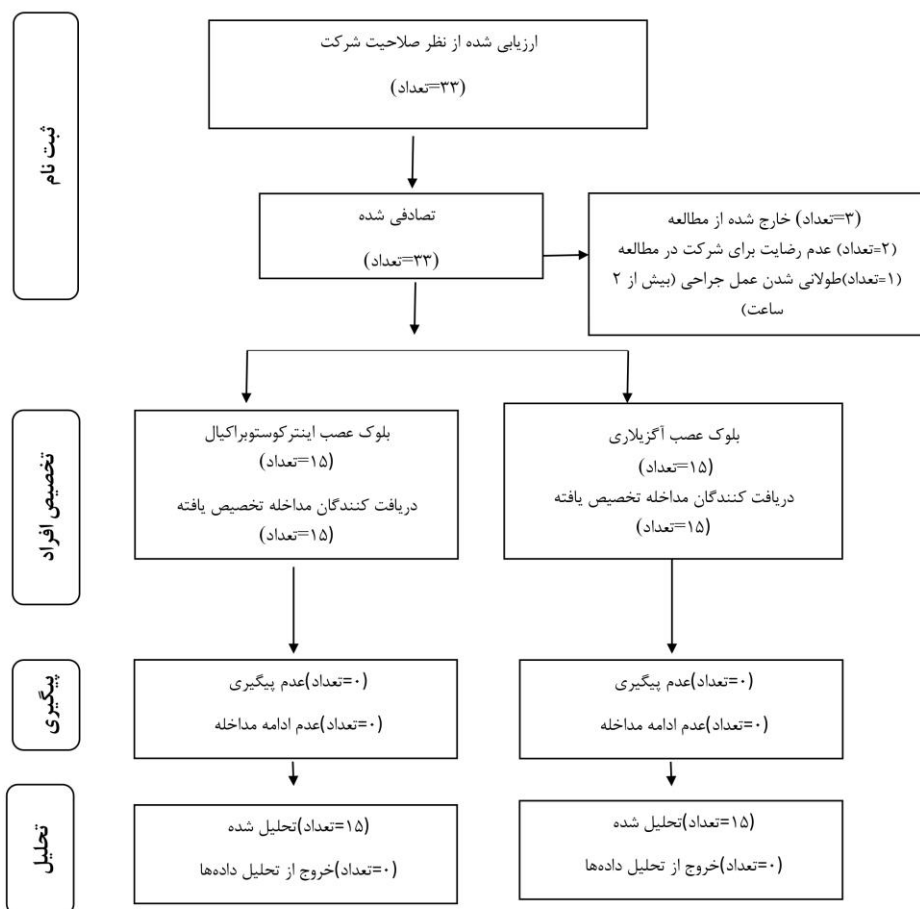 ثبت نام
ارزیابی شده از نظر صلاحیت شرکت
(تعداد=۳۳)
تصادفی شده
(تعداد=۳۳)
خارج شده از مطالعه (تعداد=۳)
عدم رضایت برای شرکت در مطالعه (تعداد=۲)
طولانی شدن عمل جراحی (بیش از ۲ (تعداد=۱)
ساعت)
تخصیص افراد
بلوک عصب آگزیلاری
(تعداد=۱۵)
دریافت کنندگان مداخله تخصیص یافته
(تعداد=۱۵)
بلوک عصب اینترکوستوبراکیال
(تعداد=۱۵)
دریافت کنندگان مداخله تخصیص یافته
(تعداد=۱۵)
پیگیری
عدم پیگیری(تعداد=۰)
عدم ادامه مداخله(تعداد=۰)
عدم پیگیری(تعداد=۰)
عدم ادامه مداخله(تعداد=۰)
تحلیل
تحلیل شده(تعداد=۱۵)
خروج از تحلیل داده‌ها(تعداد=۰)
تحلیل شده(تعداد=۱۵)
خروج از تحلیل داده‌ها(تعداد=۰)